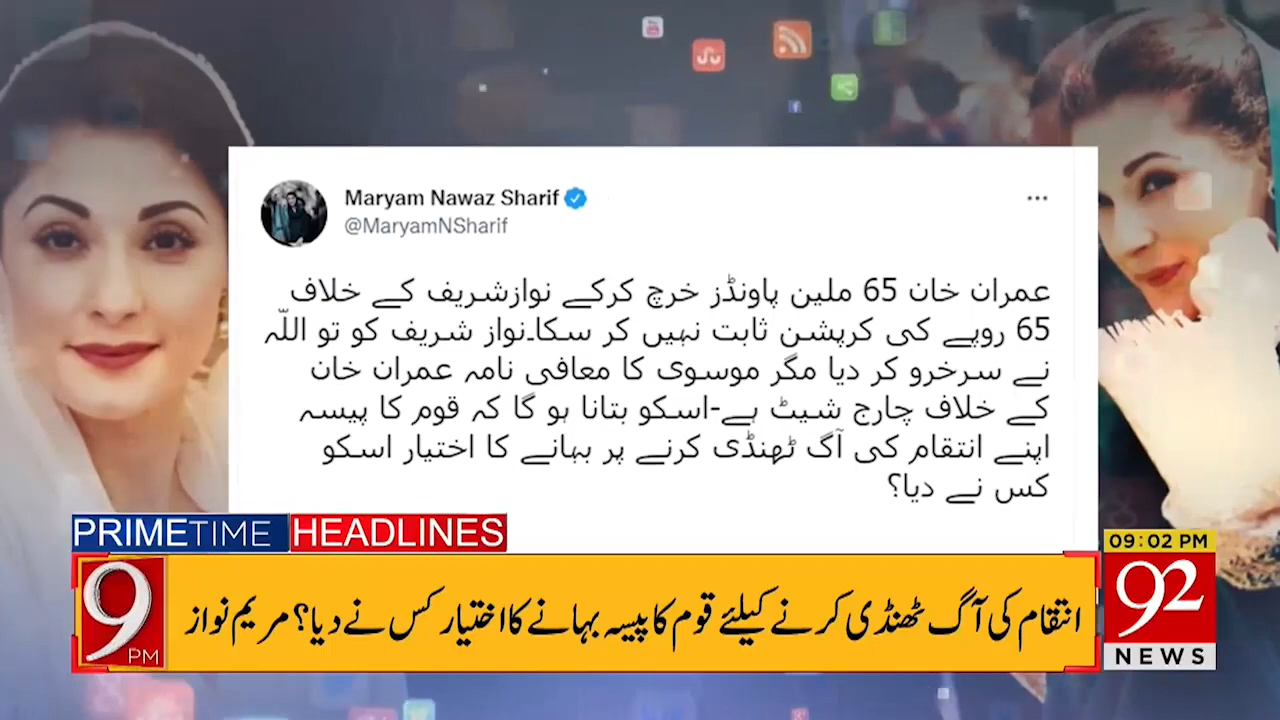 Maryam Nawaz Sharif
@MaryamNSharif
عمران خان 65 ملین پاونڈز خرچ کرکے نوازشریف کے خلاف
65 روپے کی کرپشن ثابت نہیں کر سکا۔نواز شریف کو تو اللّہ
نے سرخرو کر دیا مگر موسوی کا معافی نامہ عمران خان
کے خلاف چارج شیٹ ہے-اسکو بتانا ہو گا کہ قوم کا پیسہ
اپنے انتقام کی آگ ٹھنڈی کرنے پر بہانے کا اختیار اسکو
کس نے دیا؟
PRIMETIME HEADLINES
9 PM
انتقام کی آگ ٹھنڈی کرنے کیلئے قوم کا پیسہ بہانے کا اختیار کس نے دیا؟ مریم نواز
09:02 PM
92
NEWS